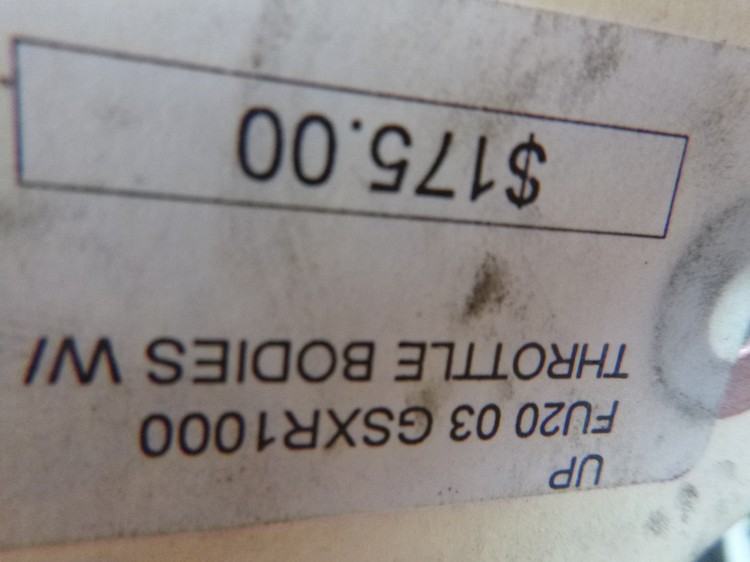 UP
FU20 03 GSXR1000
THROTTLE BODIES W/
$175.00